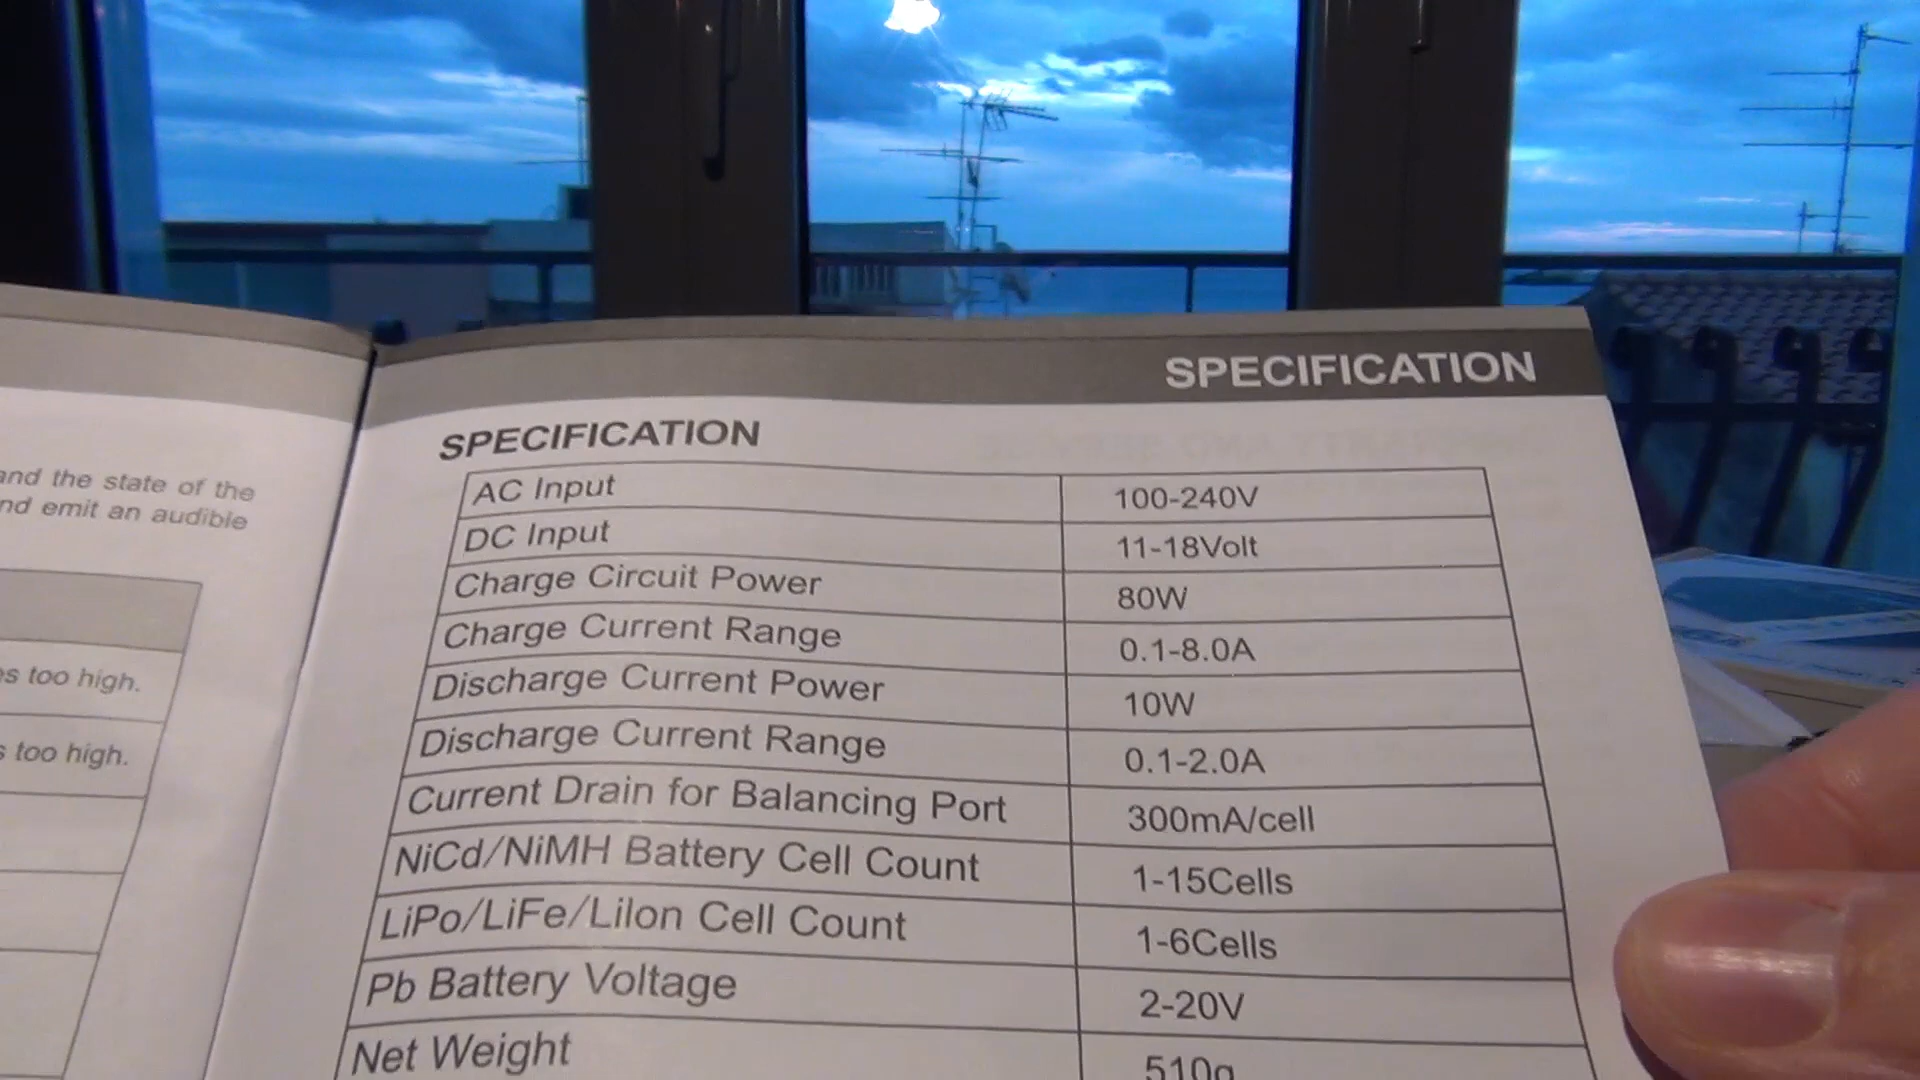 and the state of the
nd emit an audible
s too high.
s too high.
SPECIFICATION
SPECIFICATION
AC Input 100-240V
DC Input 11-18Volt
Charge Circuit Power 80W
Charge Current Range 0.1-8.0A
Discharge Current Power 10W
Discharge Current Range 0.1-2.0A
Current Drain for Balancing Port 300mA/cell
NiCd/NiMH Battery Cell Count 1-15Cells
LiPo/LiFe/LiIon Cell Count 1-6Cells
Pb Battery Voltage 2-20V
Net Weight 510g